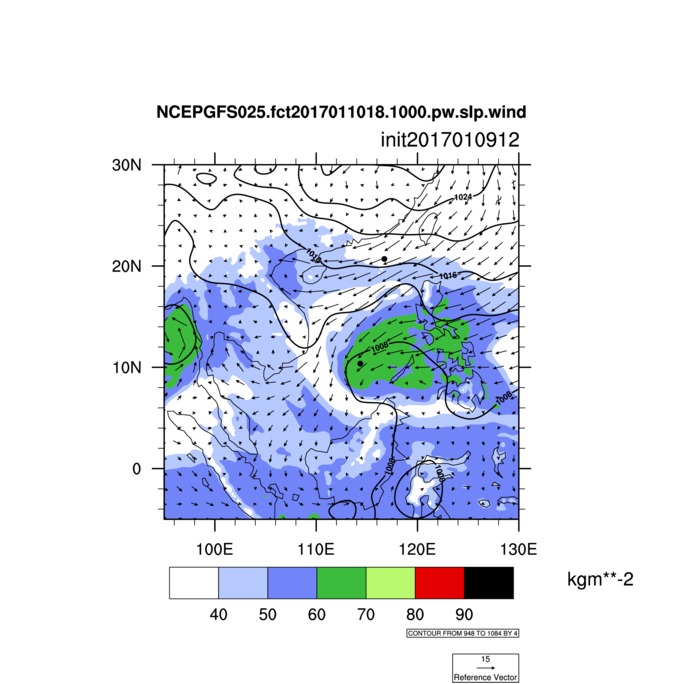 NCEPGFS025.fct2017011018.1000.pw.slp.wind
init2017010912
30N
1024
1016
20N
1016
1008
10N
1008
1008
1008
0
100E 110E 120E 130E
kgm**-2
40 50 60 70 80 90
CONTOUR FROM 948 TO 1084 BY 4
15
Reference Vector